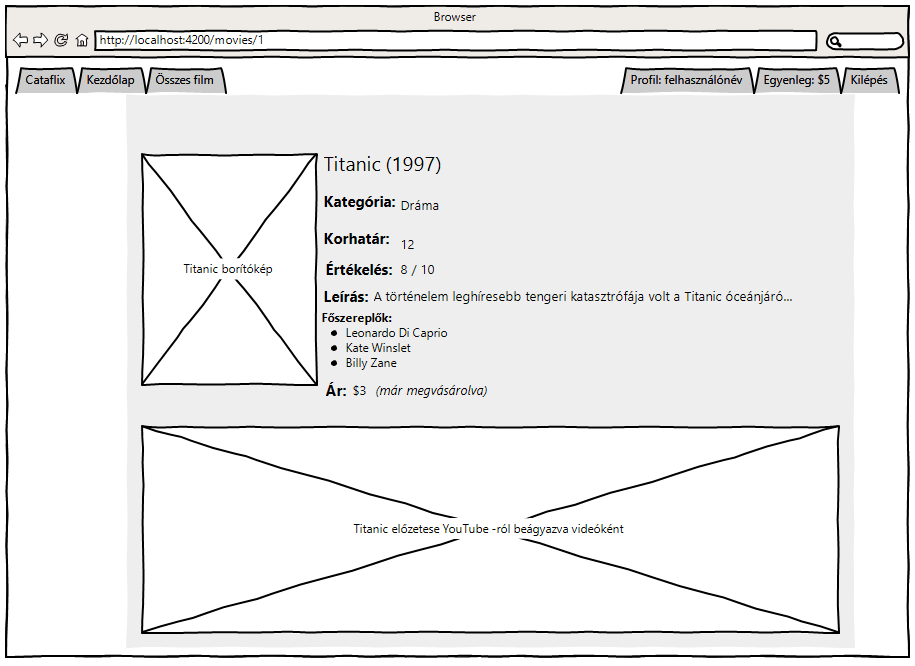 Browser
http://localhost:4200/movies/1
Cataflix Kezdőlap Összes film Profil: felhasználónév Egyenleg: $5 Kilépés
Titanic (1997)
Kategória: Dráma
Korhatár: 12
Titanic borítókép
Értékelés: 8 / 10
Leírás: A történelem leghíresebb tengeri katasztrófája volt a Titanic óceánjáró...
Főszereplők:
Leonardo Di Caprio
Kate Winslet
Billy Zane
Ár: $3 (már megvásárolva)
Titanic előzetese YouTube -ról beágyazva videóként